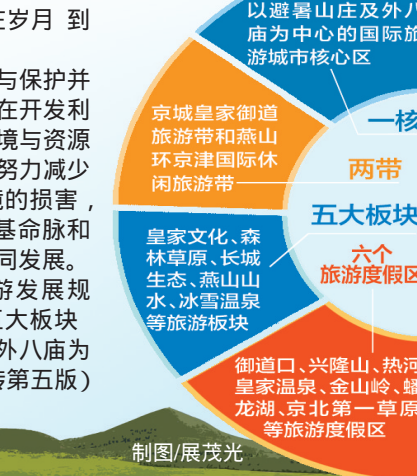 岁月 到
与保护并
在开发利
境与资源
努力减少
的损害，
基命脉和
同发展。
游发展规
五大板块
外八庙为
第五版）
以避暑山庄及外八
庙为中心的国际旅
游城市核心区
一核
京城皇家御道
旅游带和燕山
环京津国际休
闲旅游带
两带
皇家文化、森
林草原、长城
生态、燕山山
水、冰雪温泉
等旅游板块
五大板块
六个
旅游度假区
御道口、兴隆山、热河
皇家温泉、金山岭、蟠
龙湖、京北第一草原
等旅游度假区
制图/展茂光